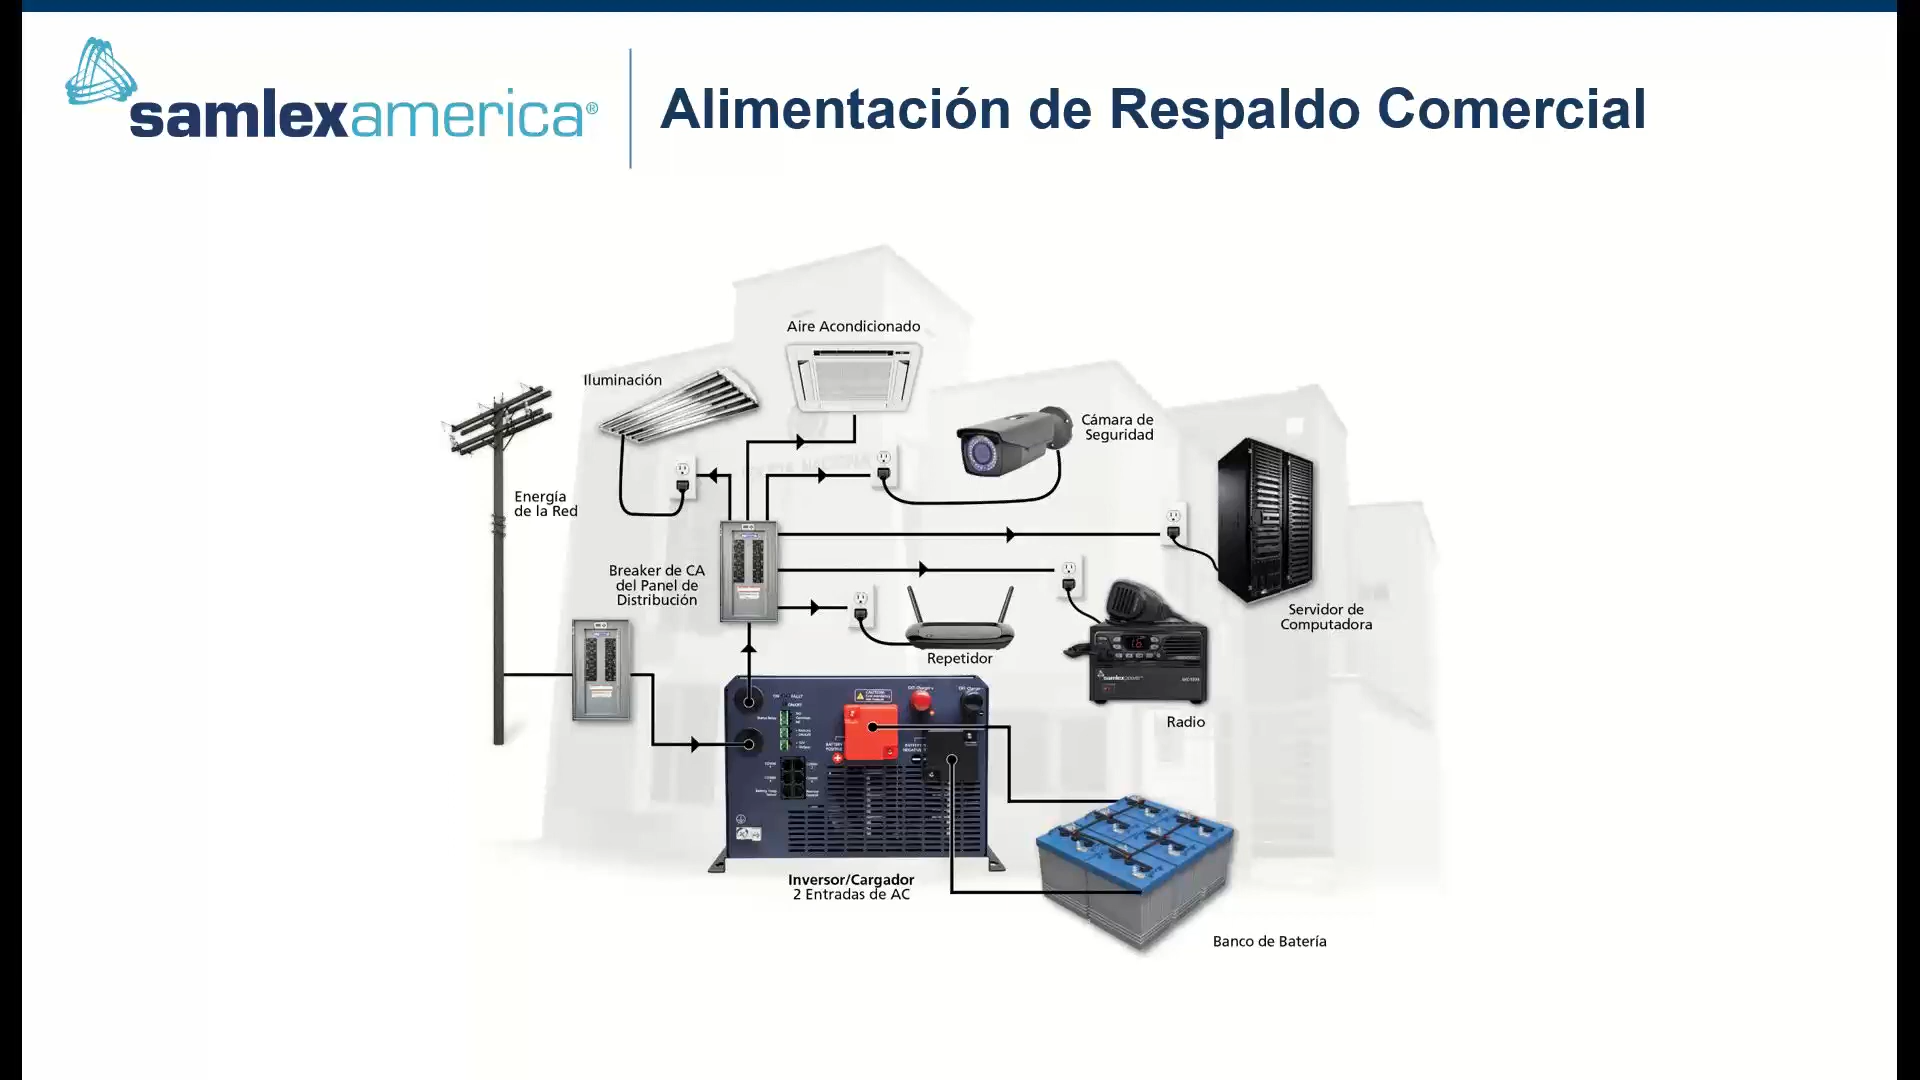 samlexamerica®
Alimentación de Respaldo Comercial
Aire Acondicionado
Iluminación
Cámara de
Seguridad
Energía
de la Red
Breaker de CA
del Panel de
Distribución
Servidor de
Computadora
Repetidor
Radio
Inversor/Cargador
2 Entradas de AC
Banco de Batería